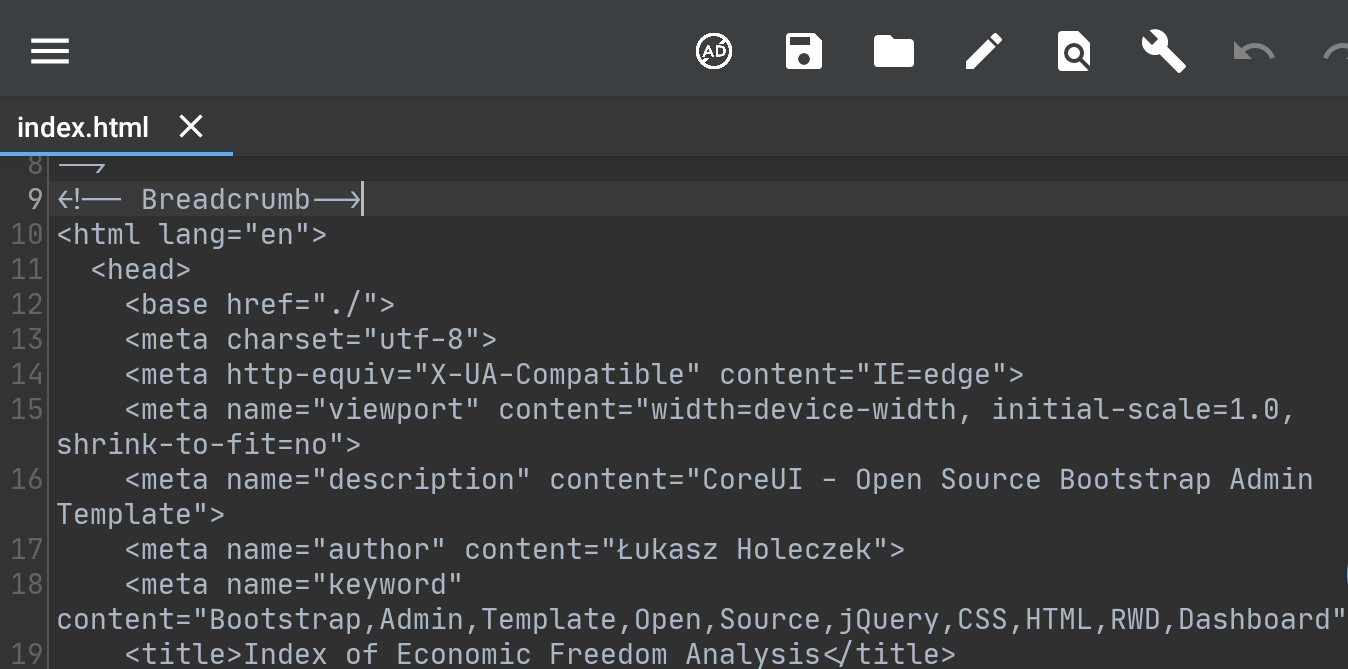 AD
index.html
8 -->
9 <!-- Breadcrumb-->
10 <html lang="en">
11 <head>
12 <base href="./">
13 <meta charset="utf-8">
14 <meta http-equiv="X-UA-Compatible" content="IE=edge">
15 <meta name="viewport" content="width=device-width, initial-scale=1.0,
shrink-to-fit=no">
16 <meta name="description" content="CoreUI - Open Source Bootstrap Admin
Template">
17 <meta name="author" content="Łukasz Holeczek">
18 <meta name="keyword"
content="Bootstrap,Admin,Template,Open,Source,jQuery,CSS,HTML,RWD,Dashboard"
19 <title>Index of Economic Freedom Analysis</title>